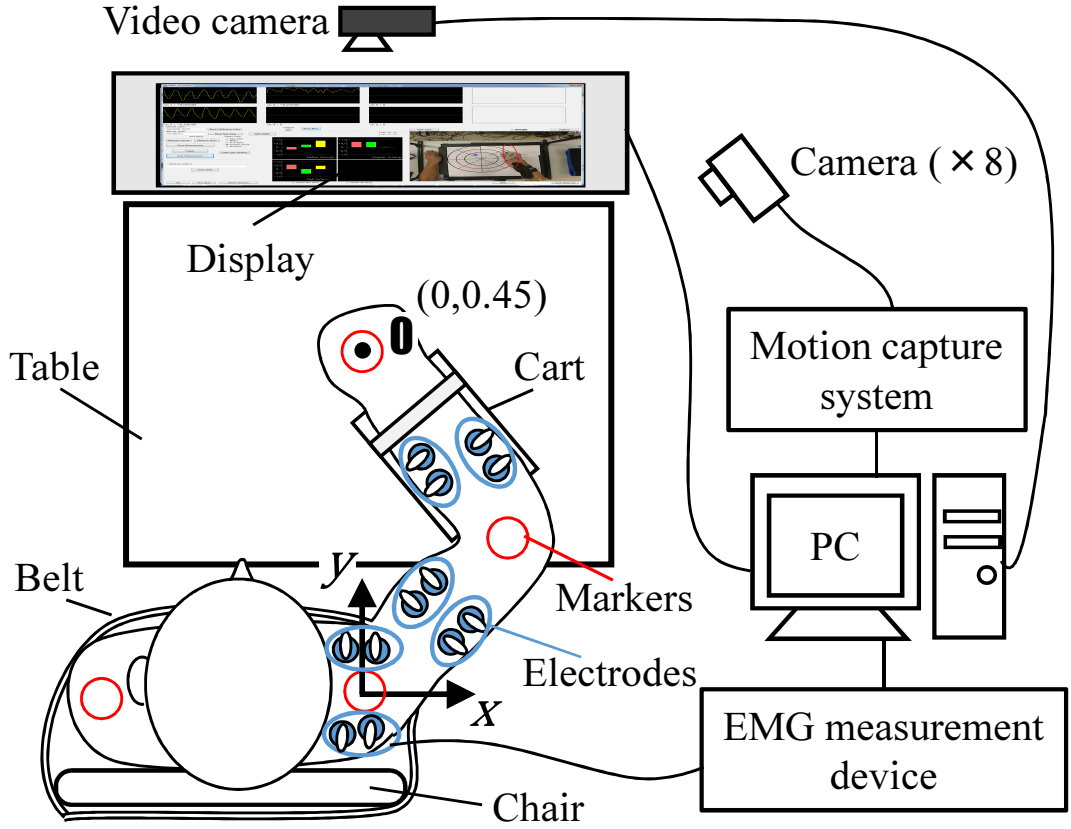 Video camera
Camera ( × 8)
Display
(0,0.45)
0
Table
Cart
Motion capture
system
PC
Belt
y
Markers
Electrodes
x
EMG measurement
device
Chair